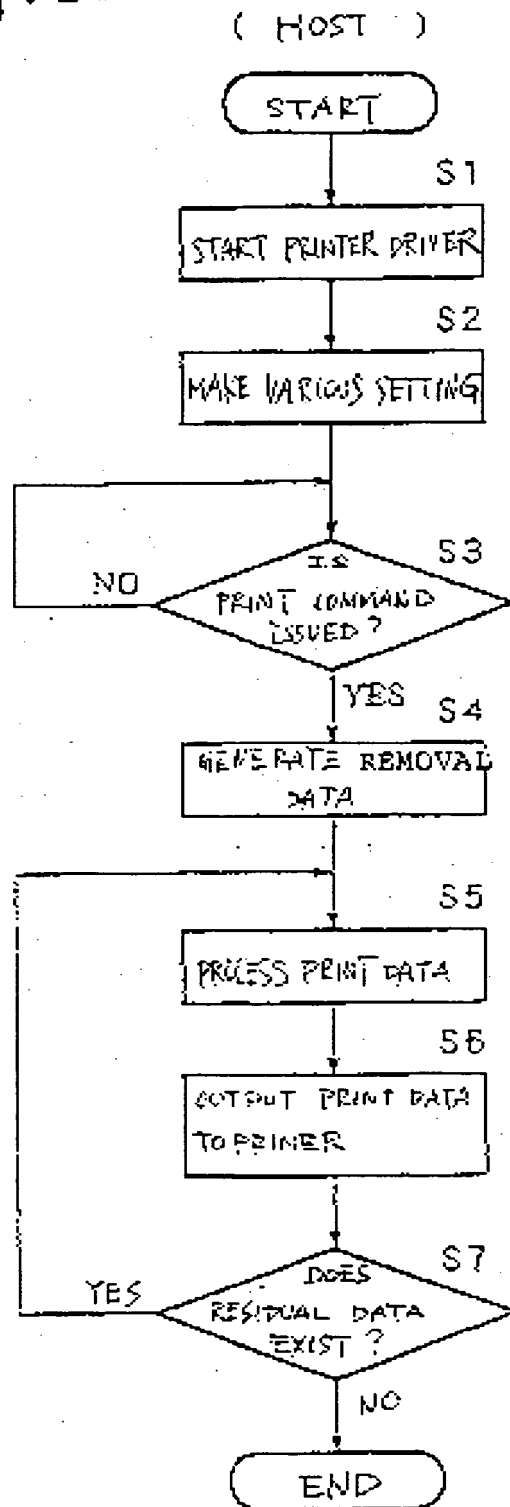 ( HOST )
START
S1
START PRINTER DRIVER
S2
MAKE VARIOUS SETTING
S3
IS
PRINT COMMAND
ISSUED?
NO
YES
S4
GENERATE REMOVAL
DATA
S5
PROCESS PRINT DATA
S6
OUTPUT PRINT DATA
TO PRINER
S7
DOES
RESIDUAL DATA
EXIST?
YES
NO
END